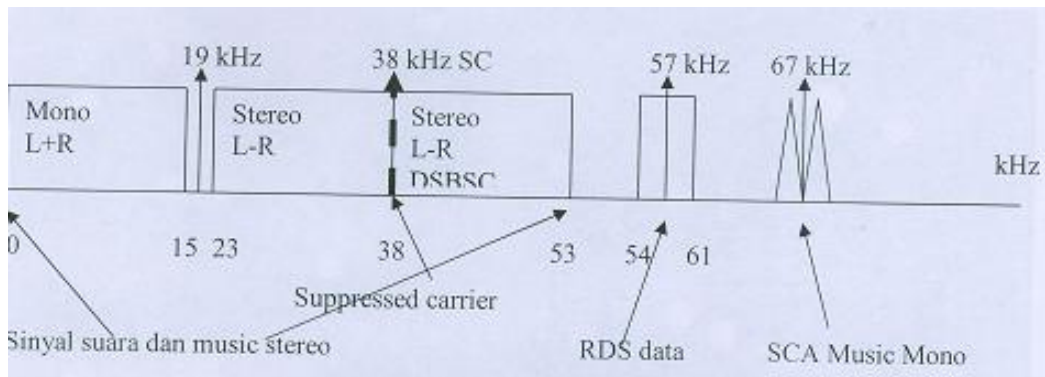 19 kHz
38 kHz SC
57 kHz
67 kHz
Mono
L+R
Stereo
L-R
Stereo
L-R
DSBSC
kHz
0
15
23
38
53
54
61
Suppressed carrier
Sinyal suara dan music stereo
RDS data
SCA Music Mono